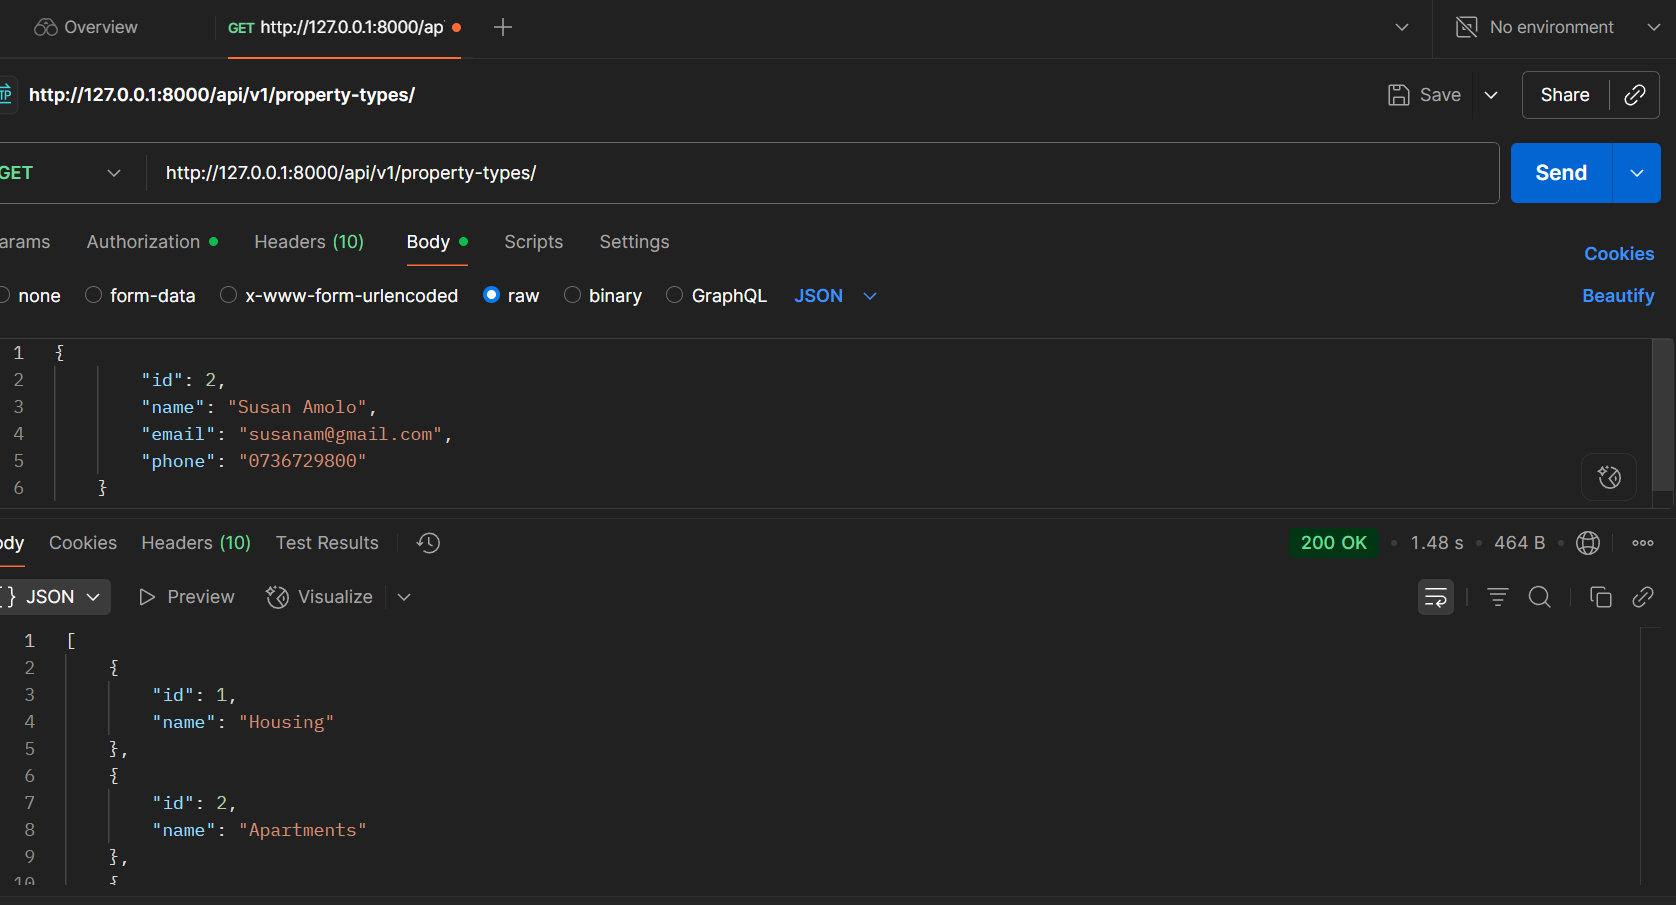 Overview GET http://127.0.0.1:8000/ap No environment
http://127.0.0.1:8000/api/v1/property-types/ Save Share
GET http://127.0.0.1:8000/api/v1/property-types/ Send
arams Authorization Headers (10) Body Scripts Settings Cookies
none form-data x-www-form-urlencoded raw binary GraphQL JSON Beautify
1 {
2 "id": 2,
3 "name": "Susan Amolo",
4 "email": "susanam@gmail.com",
5 "phone": "0736729800"
6 }
ody Cookies Headers (10) Test Results 200 OK • 1.48 s • 464 B •
{} JSON Preview Visualize
1 [
2 {
3 "id": 1,
4 "name": "Housing"
5 },
6 {
7 "id": 2,
8 "name": "Apartments"
9 },
10 {